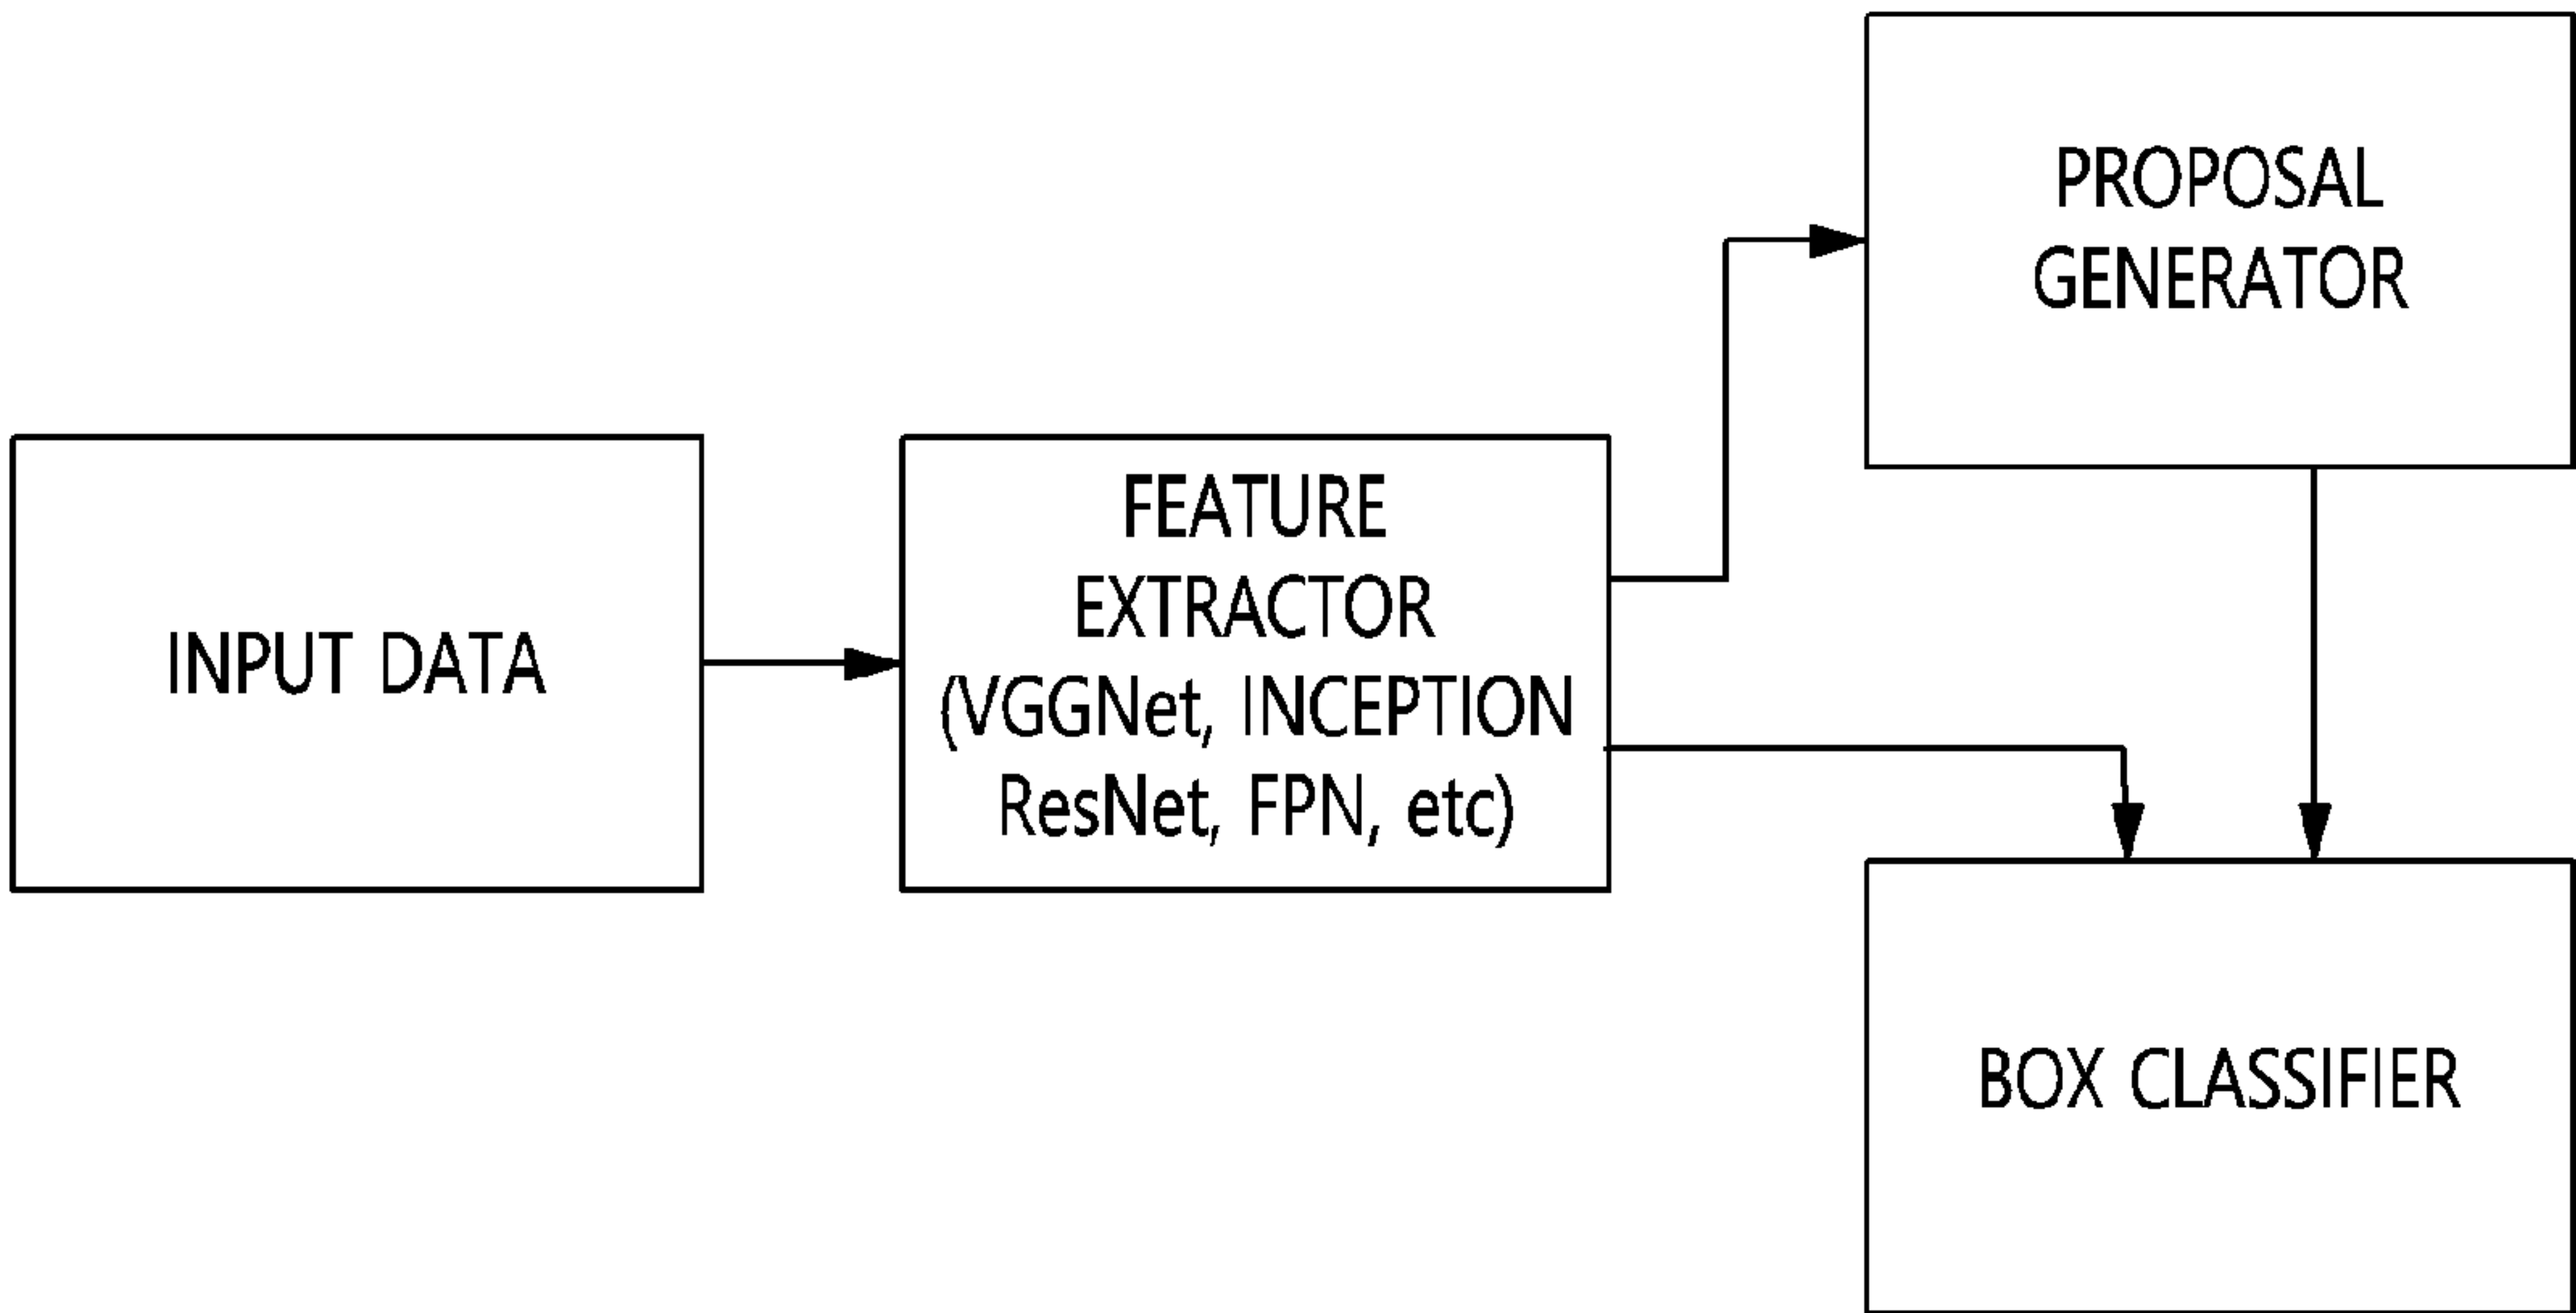 INPUT DATA
FEATURE
EXTRACTOR
(VGGNet, INCEPTION
ResNet, FPN, etc)
PROPOSAL
GENERATOR
BOX CLASSIFIER